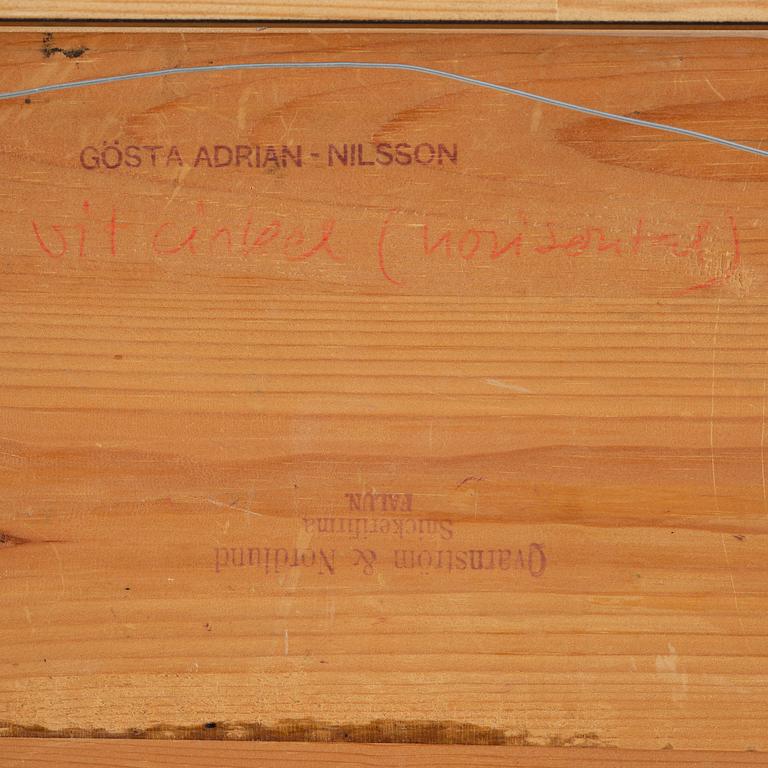 GÖSTA ADRIAN-NILSSON
vit cirkel (horisontal)
Qvarnström & Nordlund
Snickerifirma
FALUN.